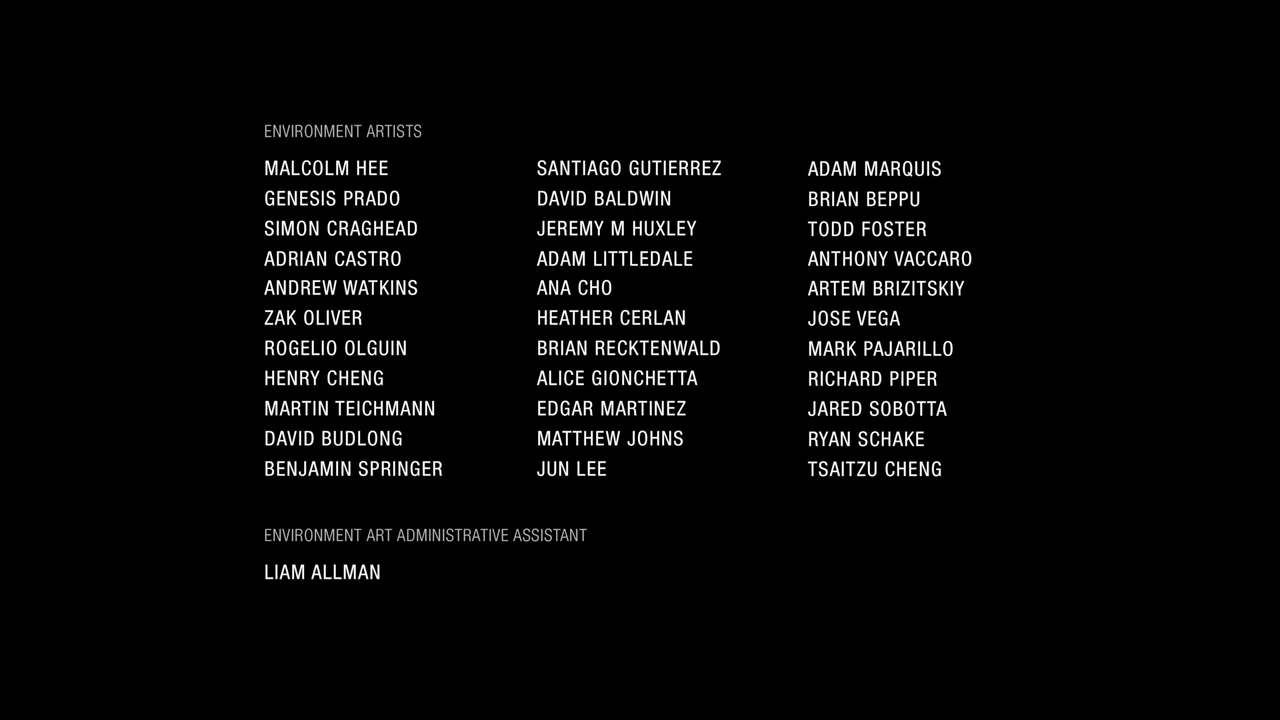 ENVIRONMENT ARTISTS
MALCOLM HEE
GENESIS PRADO
SIMON CRAGHEAD
ADRIAN CASTRO
ANDREW WATKINS
ZAK OLIVER
ROGELIO OLGUIN
HENRY CHENG
MARTIN TEICHMANN
DAVID BUDLONG
BENJAMIN SPRINGER
SANTIAGO GUTIERREZ
DAVID BALDWIN
JEREMY M HUXLEY
ADAM LITTLEDALE
ANA CHO
HEATHER CERLAN
BRIAN RECKTENWALD
ALICE GIONCHETTA
EDGAR MARTINEZ
MATTHEW JOHNS
JUN LEE
ADAM MARQUIS
BRIAN BEPPU
TODD FOSTER
ANTHONY VACCARO
ARTEM BRIZITSKIY
JOSE VEGA
MARK PAJARILLO
RICHARD PIPER
JARED SOBOTTA
RYAN SCHAKE
TSAITZU CHENG
ENVIRONMENT ART ADMINISTRATIVE ASSISTANT
LIAM ALLMAN